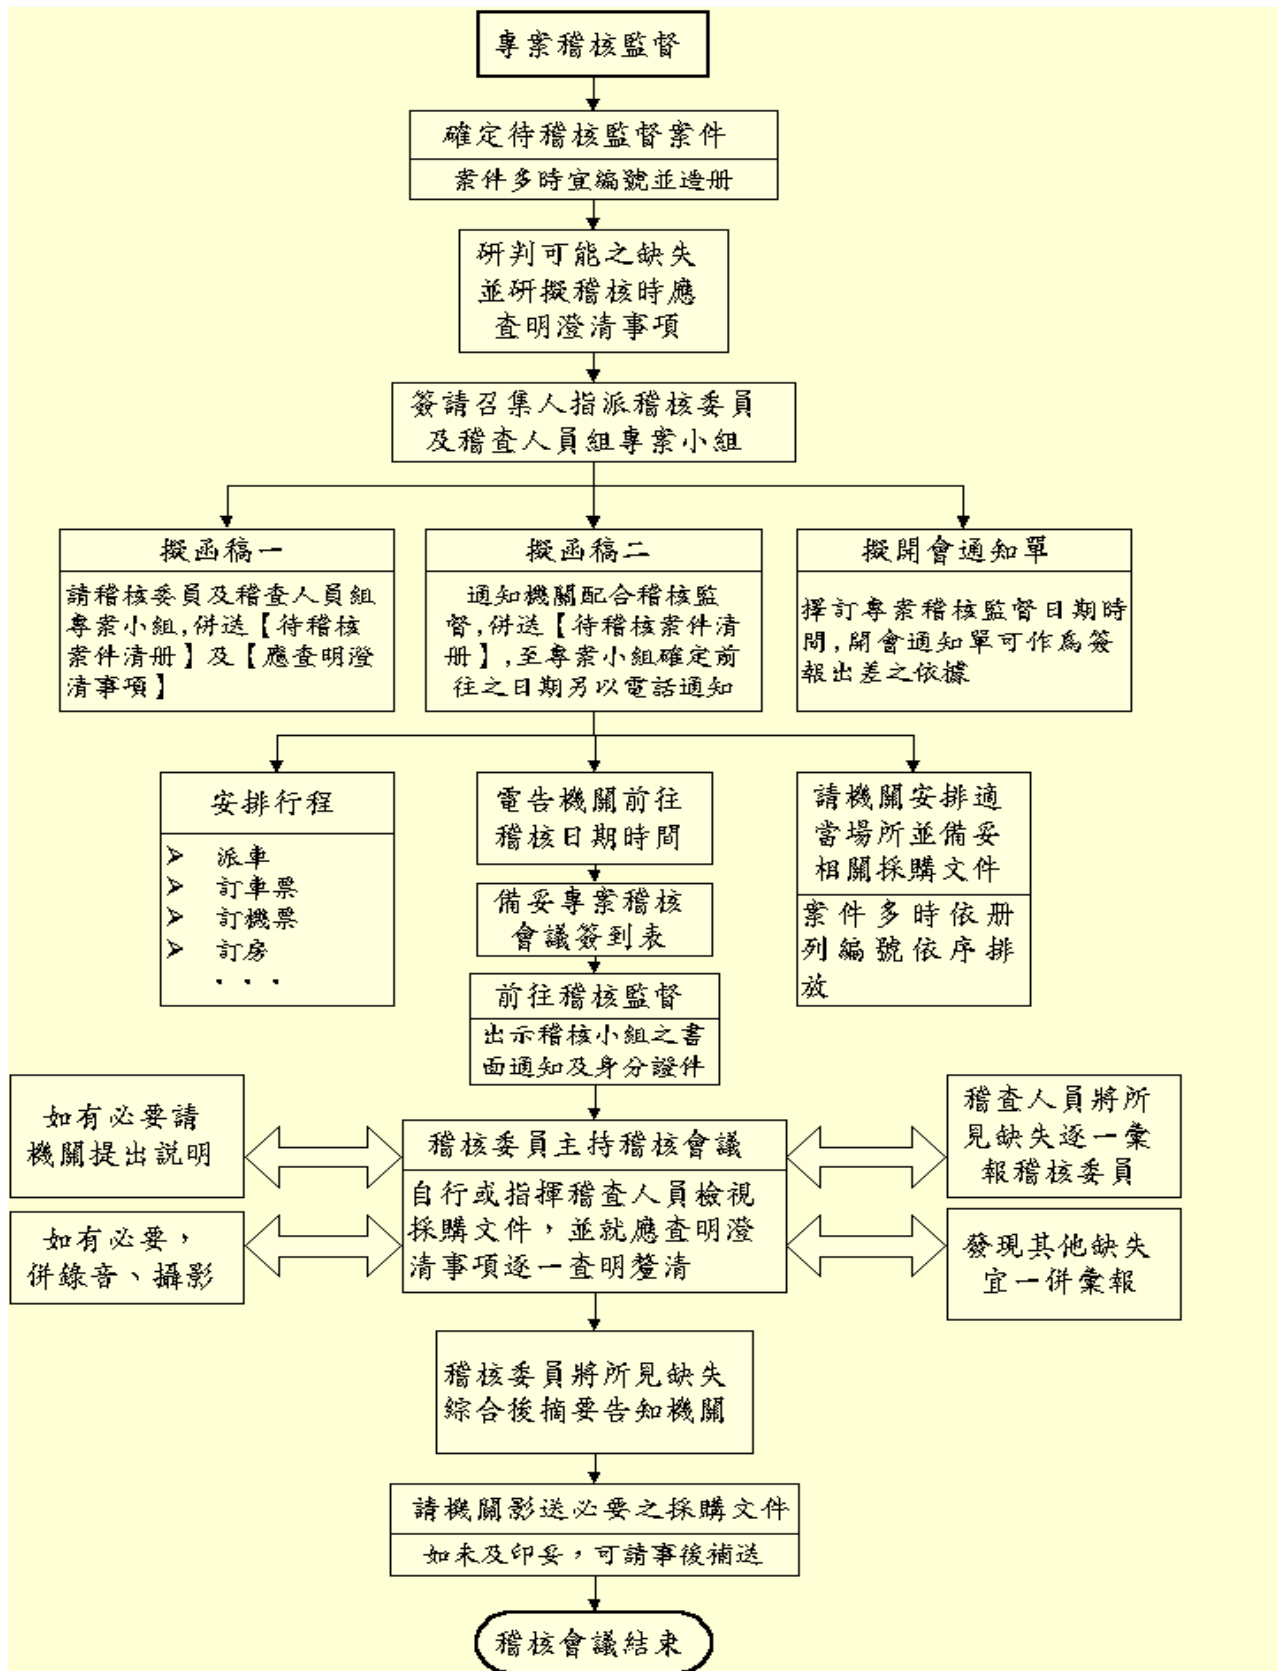 專案稽核監督
確定待稽核監督案件
案件多時宜編號並造册
研判可能之缺失
並研擬稽核時應
查明澄清事項
簽請召集人指派稽核委員
及稽查人員組專案小組
擬函稿一
請稽核委員及稽查人員組
專案小組,併送【待稽核
案件清册】及【應查明澄
清事項】
擬函稿二
通知機關配合稽核監
督,併送【待稽核案件清
册】,至專案小組確定前
往之日期另以電話通知
擬開會通知單
擇訂專案稽核監督日期時
間,開會通知單可作為簽
報出差之依據
安排行程
➢ 派車
➢ 訂車票
➢ 訂機票
➢ 訂房
・・・
電告機關前往
稽核日期時間
備妥專案稽核
會議簽到表
請機關安排適
當場所並備妥
相關採購文件
案件多時依册
列編號依序排
放
前往稽核監督
出示稽核小組之書
面通知及身分證件
如有必要請
機關提出說明
如有必要，
併錄音、攝影
稽核委員主持稽核會議
自行或指揮稽查人員檢視
採購文件，並就應查明澄
清事項逐一查明釐清
稽查人員將所
見缺失逐一彙
報稽核委員
發現其他缺失
宜一併彙報
稽核委員將所見缺失
綜合後摘要告知機關
請機關影送必要之採購文件
如未及印妥，可請事後補送
稽核會議結束